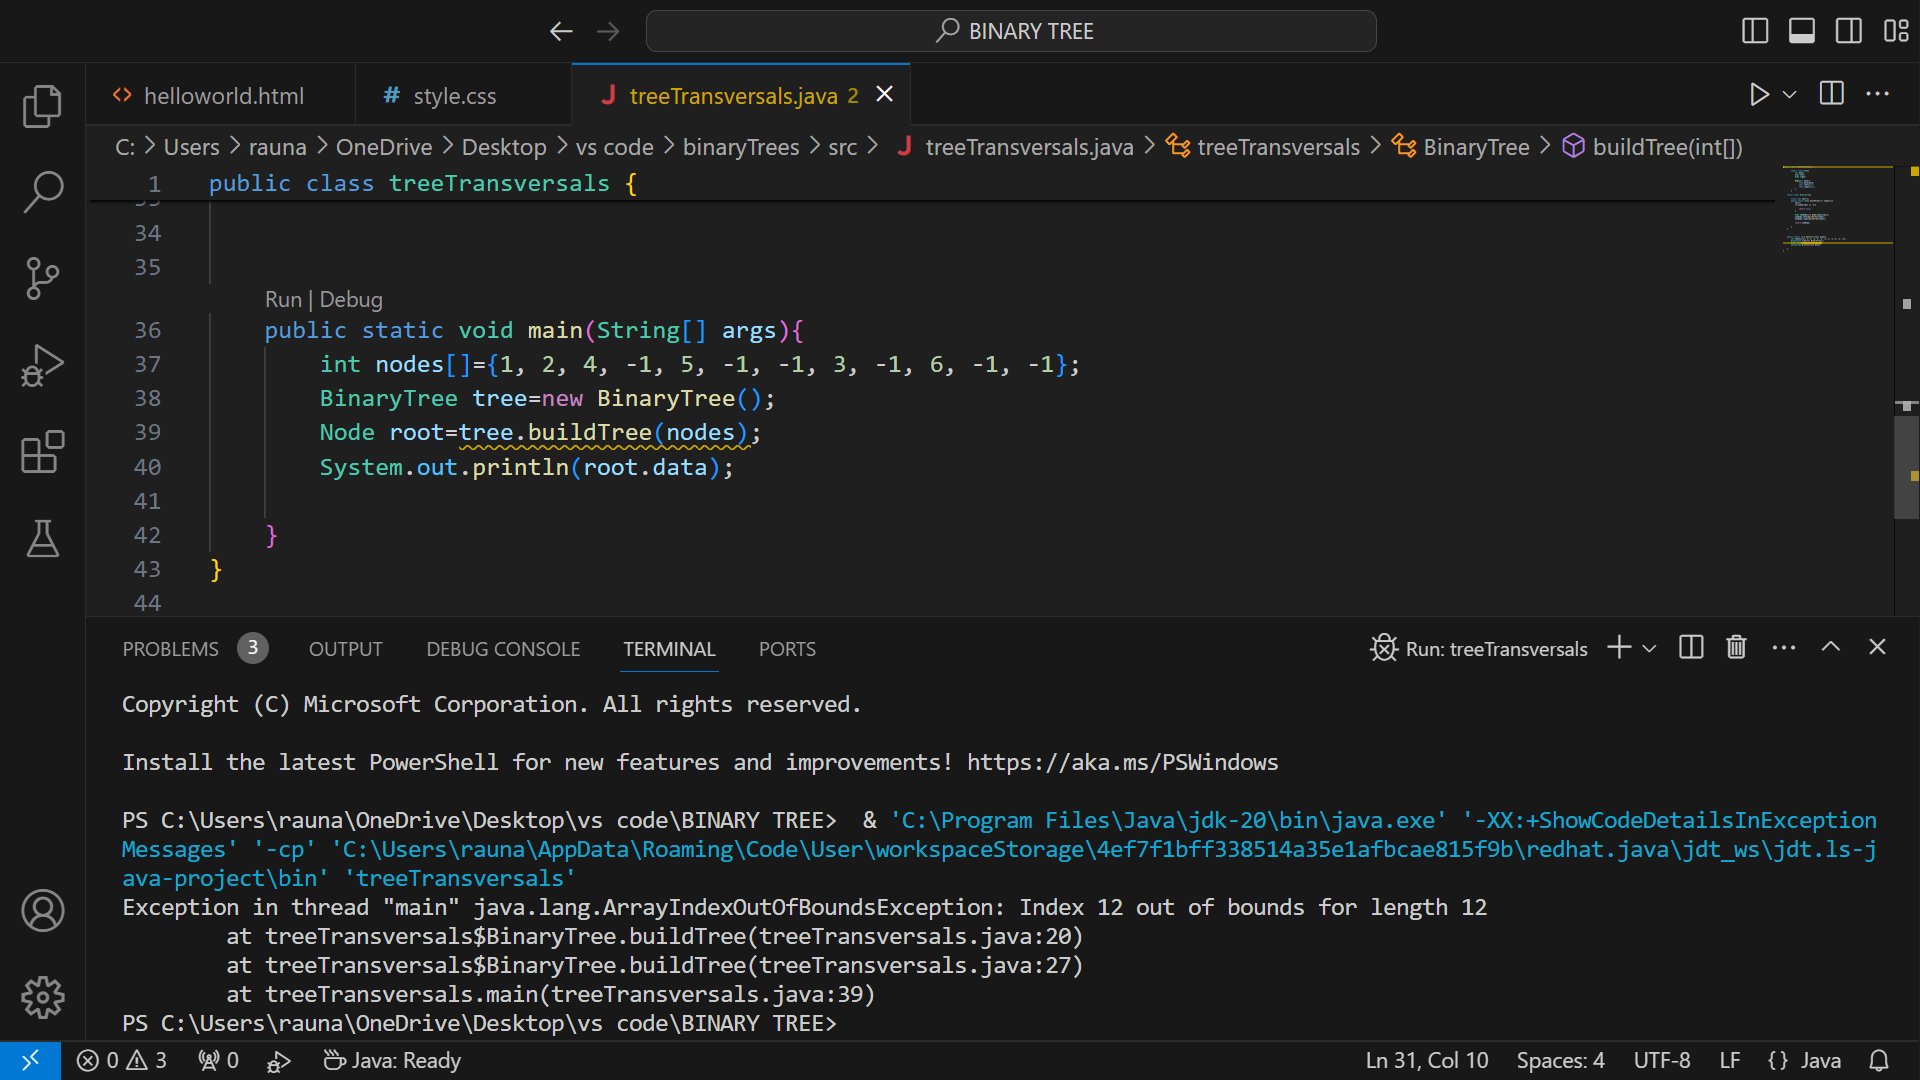 BINARY TREE
helloworld.html # style.css J treeTransversals.java 2
C: > Users > rauna > OneDrive > Desktop > vs code > binaryTrees > src > J treeTransversals.java > treeTransversals > BinaryTree > buildTree(int[])
1 public class treeTransversals {
34
35
Run | Debug
36 public static void main(String[] args){
37 int nodes[]={1, 2, 4, -1, 5, -1, -1, 3, -1, 6, -1, -1};
38 BinaryTree tree=new BinaryTree();
39 Node root=tree.buildTree(nodes);
40 System.out.println(root.data);
41
42 }
43 }
44
PROBLEMS 3 OUTPUT DEBUG CONSOLE TERMINAL PORTS Run: treeTransversals
Copyright (C) Microsoft Corporation. All rights reserved.
Install the latest PowerShell for new features and improvements! https://aka.ms/PSWindows
PS C:\Users\rauna\OneDrive\Desktop\vs code\BINARY TREE> & 'C:\Program Files\Java\jdk-20\bin\java.exe' '-XX:+ShowCodeDetailsInException
Messages' '-cp' 'C:\Users\rauna\AppData\Roaming\Code\User\workspaceStorage\4ef7f1bff338514a35e1afbcae815f9b\redhat.java\jdt_ws\jdt.ls-j
ava-project\bin' 'treeTransversals'
Exception in thread "main" java.lang.ArrayIndexOutOfBoundsException: Index 12 out of bounds for length 12
at treeTransversals$BinaryTree.buildTree(treeTransversals.java:20)
at treeTransversals$BinaryTree.buildTree(treeTransversals.java:27)
at treeTransversals.main(treeTransversals.java:39)
PS C:\Users\rauna\OneDrive\Desktop\vs code\BINARY TREE>
0 3 0 Java: Ready Ln 31, Col 10 Spaces: 4 UTF-8 LF {} Java